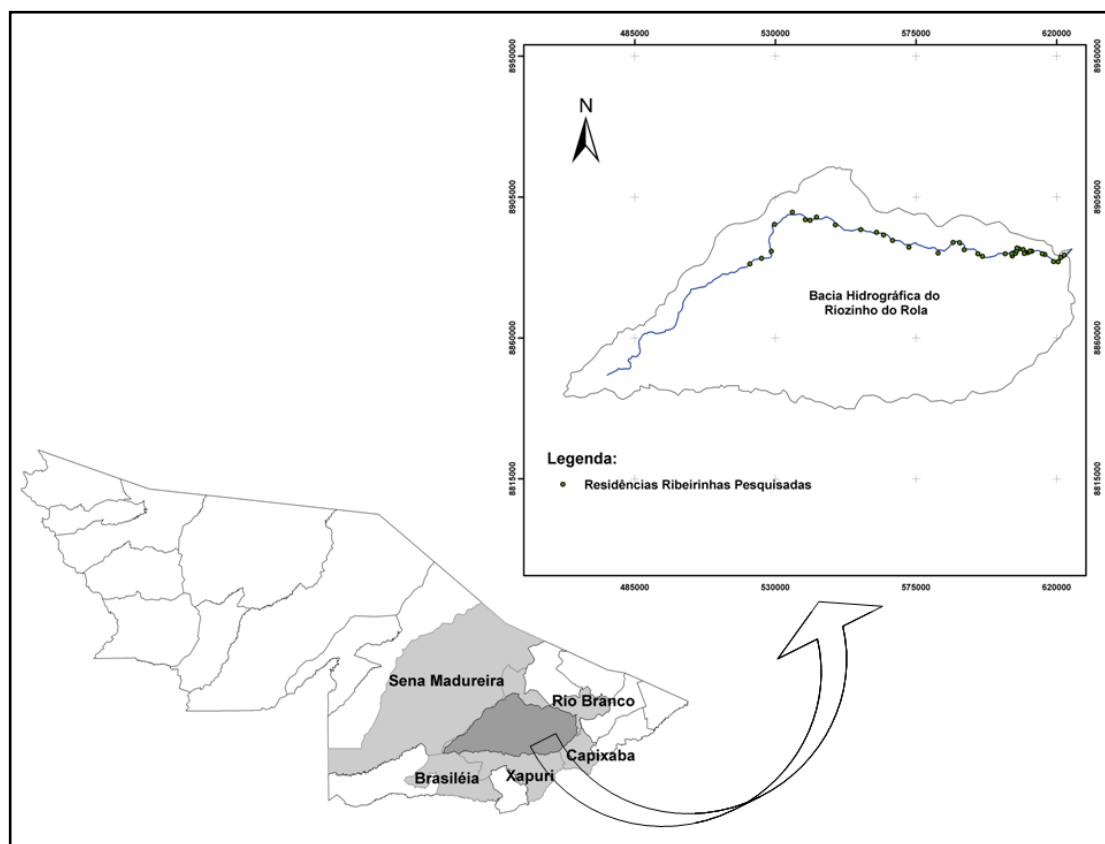 485000
530000
575000
620000
8950000
8950000
N
8905000
8905000
Bacia Hidrográfica do
Riozinho do Rola
8860000
8860000
Legenda:
Residências Ribeirinhas Pesquisadas
8815000
8815000
485000
530000
575000
620000
Sena Madureira
Rio Branco
Capixaba
Xapuri
Brasiléia